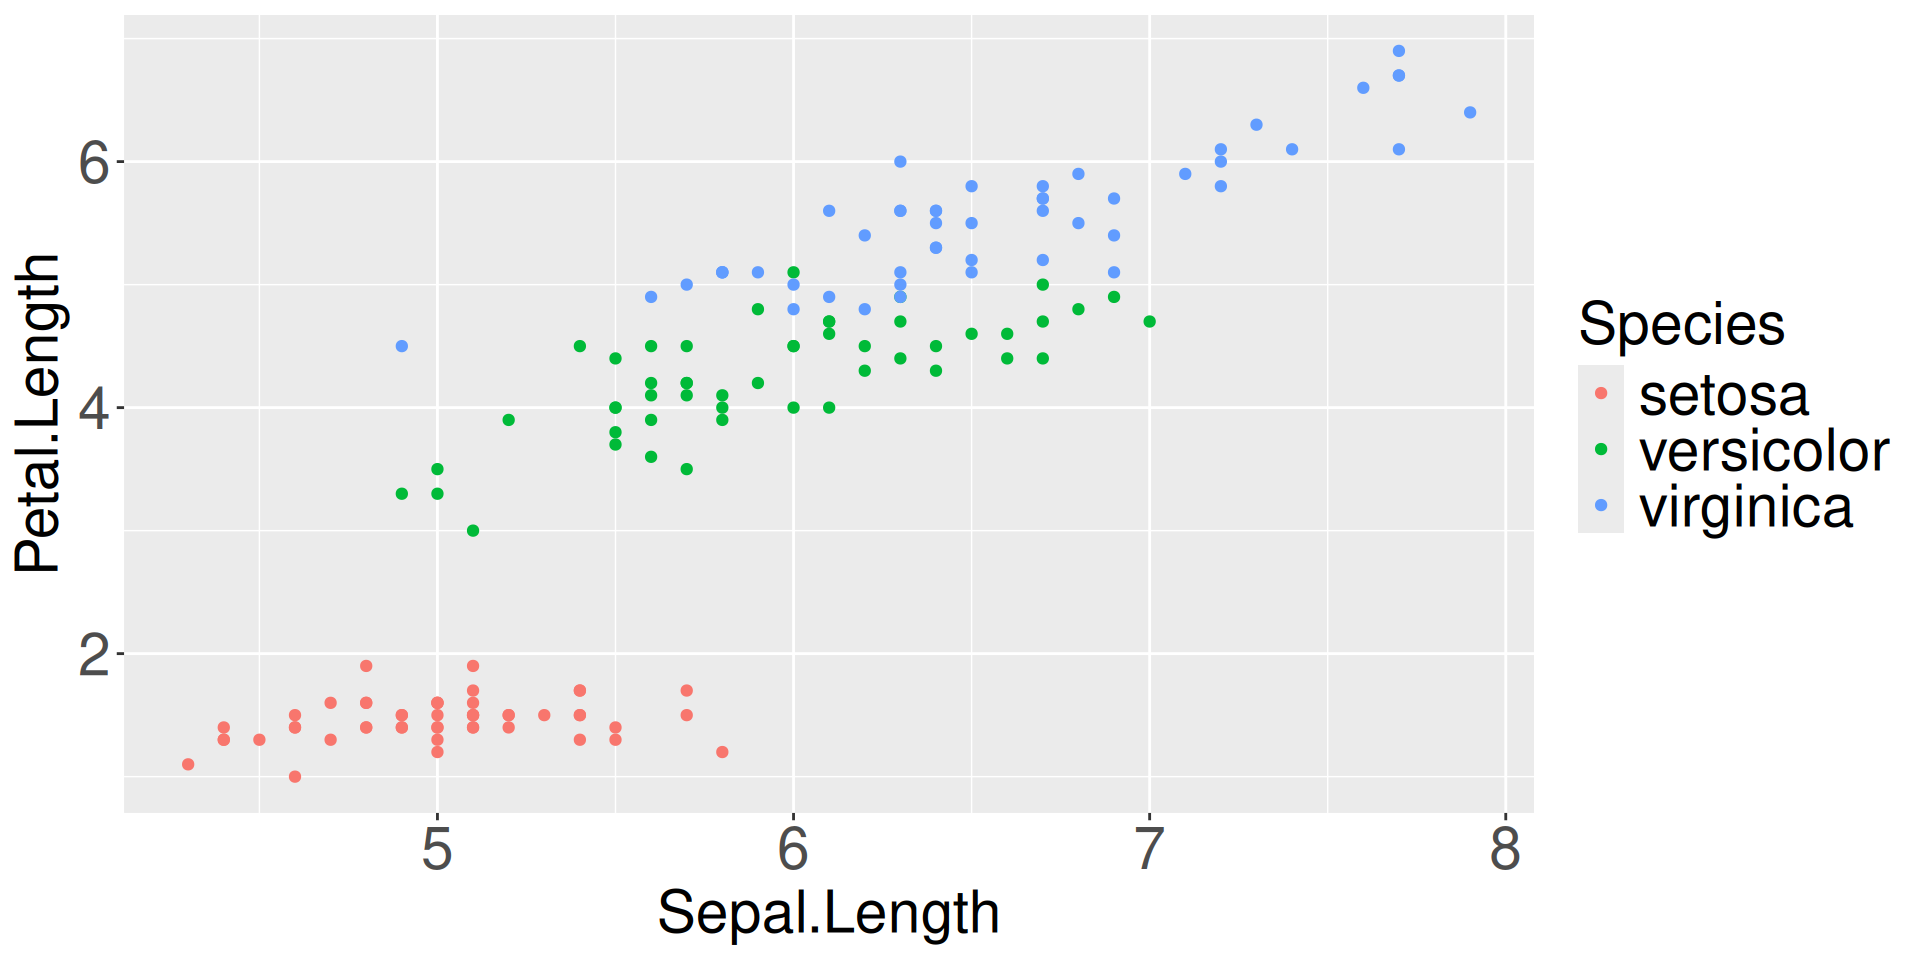 Petal.Length
6
4
2
5 6 7 8
Sepal.Length
Species
setosa
versicolor
virginica